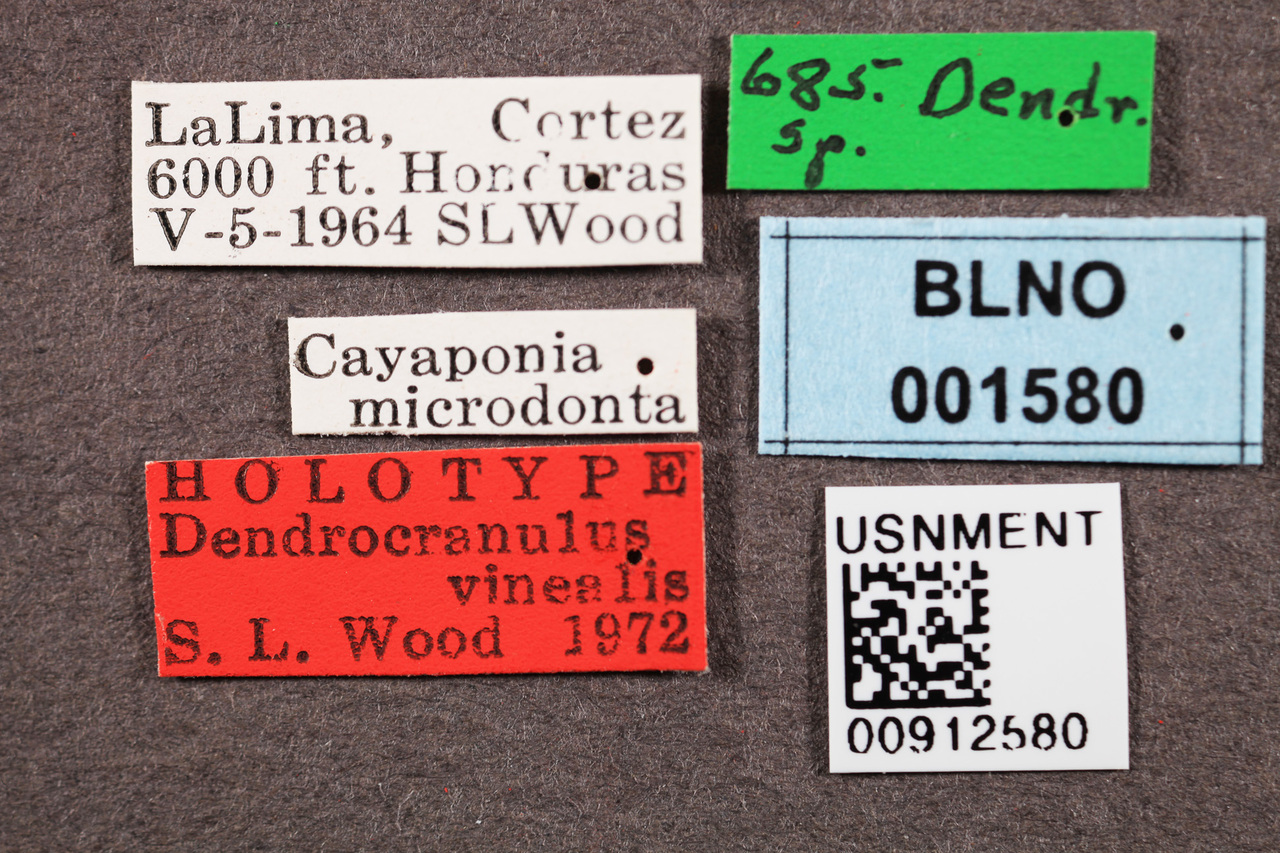 LaLima, Cortez
6000 ft. Honduras
V-5-1964 SLWood
Cayaponia
microdonta
HOLOTYPE
Dendrocranulus
vinealis
S. L. Wood 1972
685. Dendr.
sp.
BLNO
001580
USNMENT
00912580